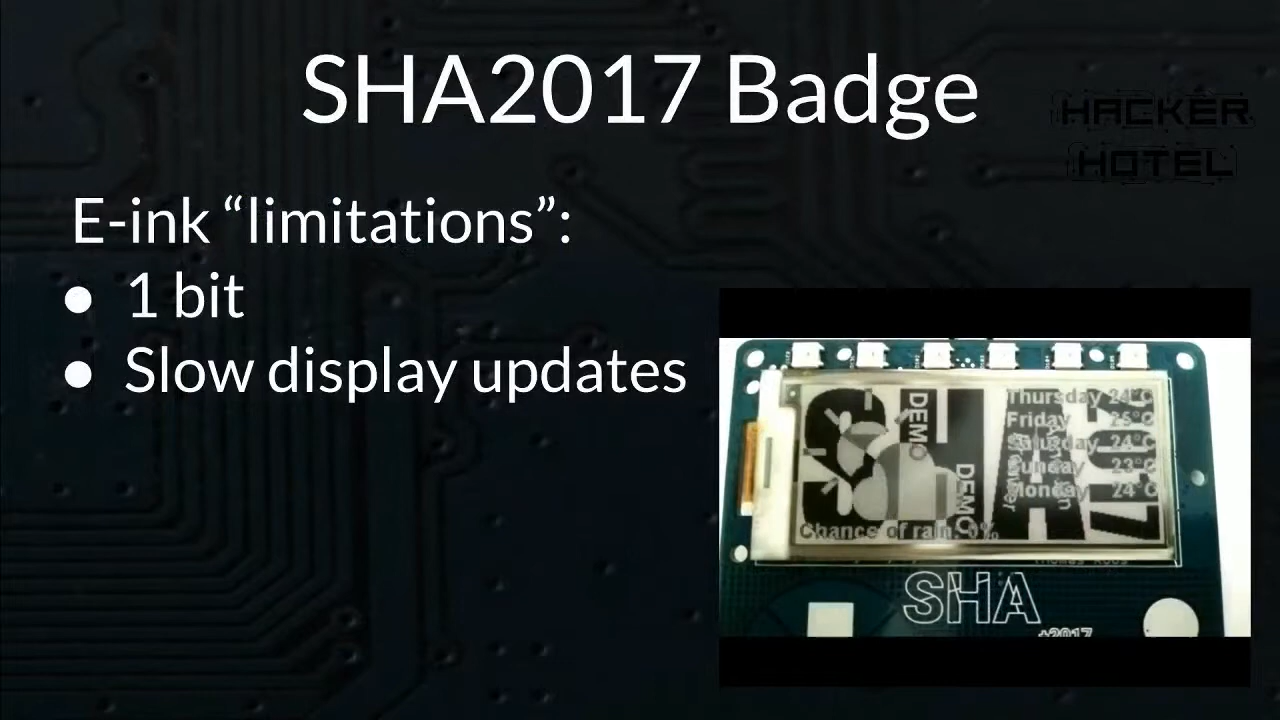 SHA2017 Badge
HACKER
HOTEL
E-ink “limitations”:
● 1 bit
● Slow display updates
DEMO
DEMO
Thursday 24°C
Friday 25°C
Saturday 24°C
Sunday 23°C
Monday 24°C
Chance of rain: 0%
SHA
2017